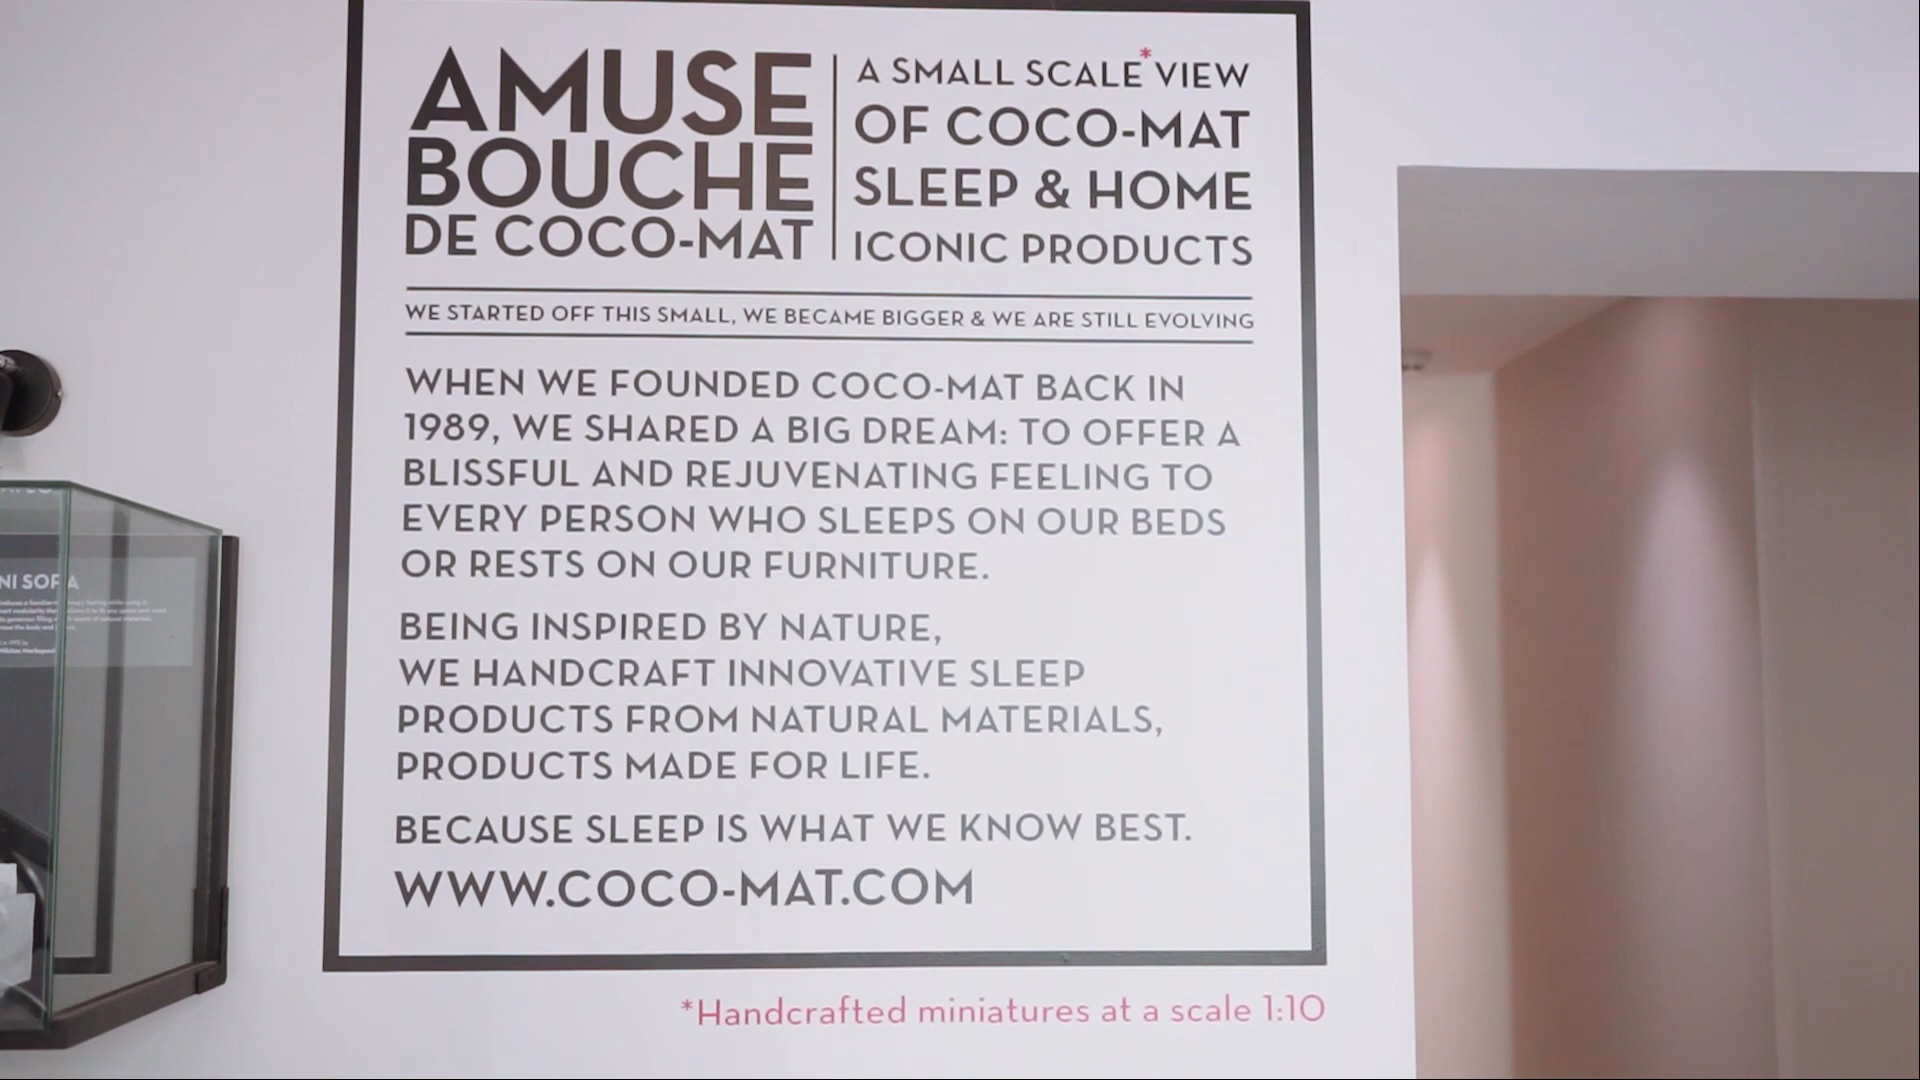 AMUSE
BOUCHE
DE COCO-MAT
A SMALL SCALE* VIEW
OF COCO-MAT
SLEEP & HOME
ICONIC PRODUCTS
WE STARTED OFF THIS SMALL, WE BECAME BIGGER & WE ARE STILL EVOLVING
WHEN WE FOUNDED COCO-MAT BACK IN
1989, WE SHARED A BIG DREAM: TO OFFER A
BLISSFUL AND REJUVENATING FEELING TO
EVERY PERSON WHO SLEEPS ON OUR BEDS
OR RESTS ON OUR FURNITURE.
BEING INSPIRED BY NATURE,
WE HANDCRAFT INNOVATIVE SLEEP
PRODUCTS FROM NATURAL MATERIALS,
PRODUCTS MADE FOR LIFE.
BECAUSE SLEEP IS WHAT WE KNOW BEST.
WWW.COCO-MAT.COM
*Handcrafted miniatures at a scale 1:10
NI SOFA